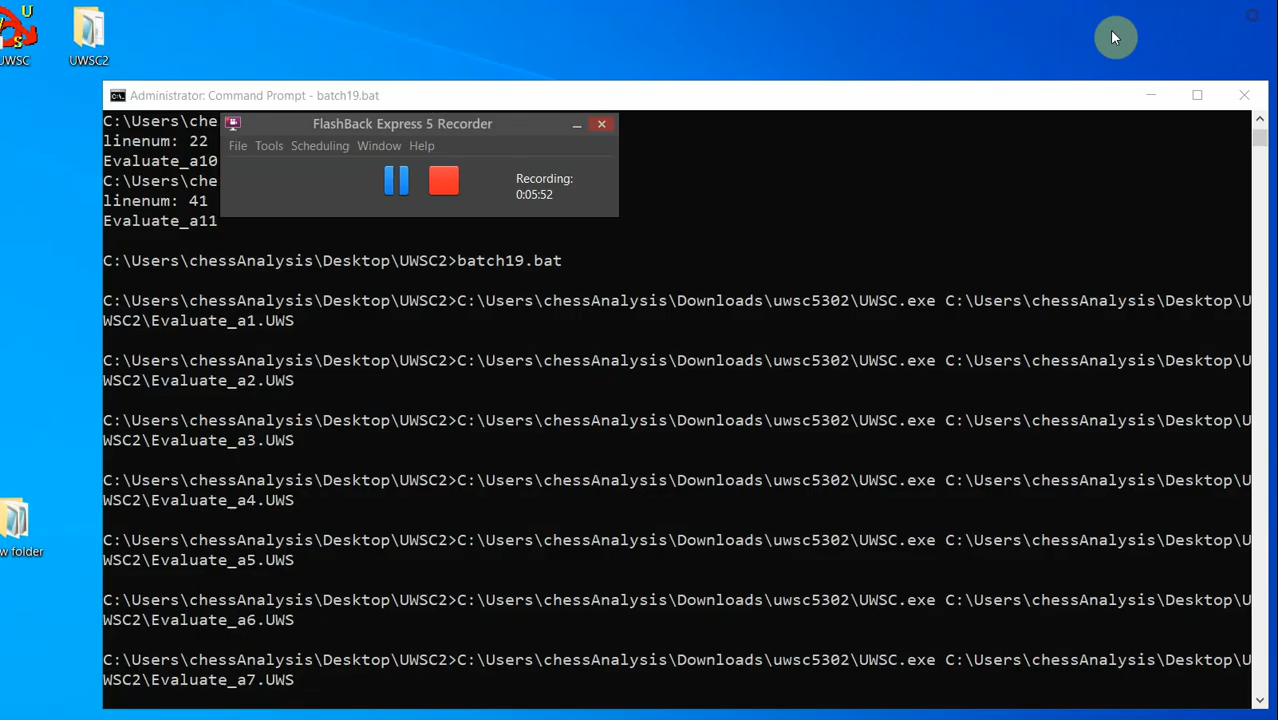 U
S
UWSC
UWSC2
Administrator: Command Prompt - batch19.bat
C:\Users\che
linenum: 22
Evaluate_a10
C:\Users\che
linenum: 41
Evaluate_a11
FlashBack Express 5 Recorder
File Tools Scheduling Window Help
Recording:
0:05:52
C:\Users\chessAnalysis\Desktop\UWSC2>batch19.bat
C:\Users\chessAnalysis\Desktop\UWSC2>C:\Users\chessAnalysis\Downloads\uwsc5302\UWSC.exe C:\Users\chessAnalysis\Desktop\U
WSC2\Evaluate_a1.UWS
C:\Users\chessAnalysis\Desktop\UWSC2>C:\Users\chessAnalysis\Downloads\uwsc5302\UWSC.exe C:\Users\chessAnalysis\Desktop\U
WSC2\Evaluate_a2.UWS
C:\Users\chessAnalysis\Desktop\UWSC2>C:\Users\chessAnalysis\Downloads\uwsc5302\UWSC.exe C:\Users\chessAnalysis\Desktop\U
WSC2\Evaluate_a3.UWS
C:\Users\chessAnalysis\Desktop\UWSC2>C:\Users\chessAnalysis\Downloads\uwsc5302\UWSC.exe C:\Users\chessAnalysis\Desktop\U
WSC2\Evaluate_a4.UWS
C:\Users\chessAnalysis\Desktop\UWSC2>C:\Users\chessAnalysis\Downloads\uwsc5302\UWSC.exe C:\Users\chessAnalysis\Desktop\U
WSC2\Evaluate_a5.UWS
C:\Users\chessAnalysis\Desktop\UWSC2>C:\Users\chessAnalysis\Downloads\uwsc5302\UWSC.exe C:\Users\chessAnalysis\Desktop\U
WSC2\Evaluate_a6.UWS
C:\Users\chessAnalysis\Desktop\UWSC2>C:\Users\chessAnalysis\Downloads\uwsc5302\UWSC.exe C:\Users\chessAnalysis\Desktop\U
WSC2\Evaluate_a7.UWS
w folder